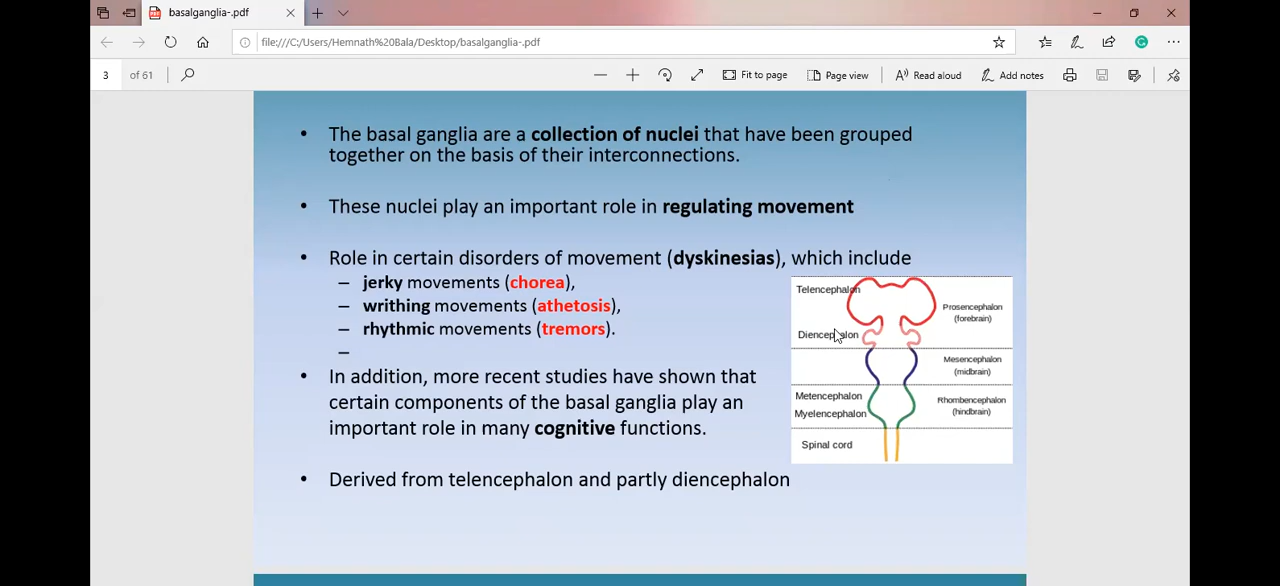 basalganglia-.pdf
file:///C:/Users/Hemnath%20Bala/Desktop/basalganglia-.pdf
3 of 61
Fit to page
Page view
Read aloud
Add notes
• The basal ganglia are a collection of nuclei that have been grouped
together on the basis of their interconnections.
• These nuclei play an important role in regulating movement
• Role in certain disorders of movement (dyskinesias), which include
– jerky movements (chorea),
– writhing movements (athetosis),
– rhythmic movements (tremors).
–
• In addition, more recent studies have shown that
certain components of the basal ganglia play an
important role in many cognitive functions.
• Derived from telencephalon and partly diencephalon
Telencephalon
Prosencephalon
(forebrain)
Diencephalon
Mesencephalon
(midbrain)
Metencephalon
Myelencephalon
Rhombencephalon
(hindbrain)
Spinal cord